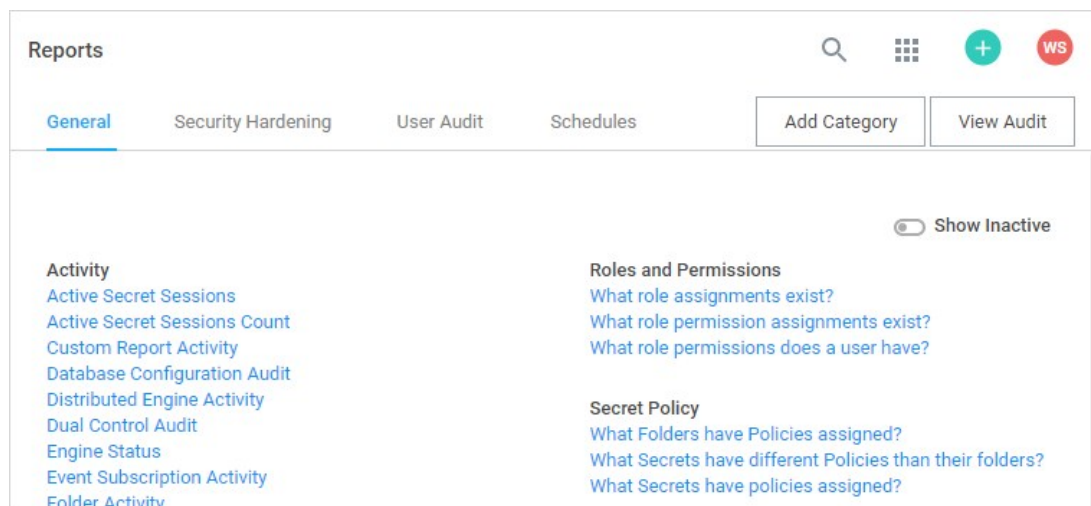 Reports
+
WS
General
Security Hardening
User Audit
Schedules
Add Category
View Audit
Show Inactive
Activity
Active Secret Sessions
Active Secret Sessions Count
Custom Report Activity
Database Configuration Audit
Distributed Engine Activity
Dual Control Audit
Engine Status
Event Subscription Activity
Folder Activity
Roles and Permissions
What role assignments exist?
What role permission assignments exist?
What role permissions does a user have?
Secret Policy
What Folders have Policies assigned?
What Secrets have different Policies than their folders?
What Secrets have policies assigned?